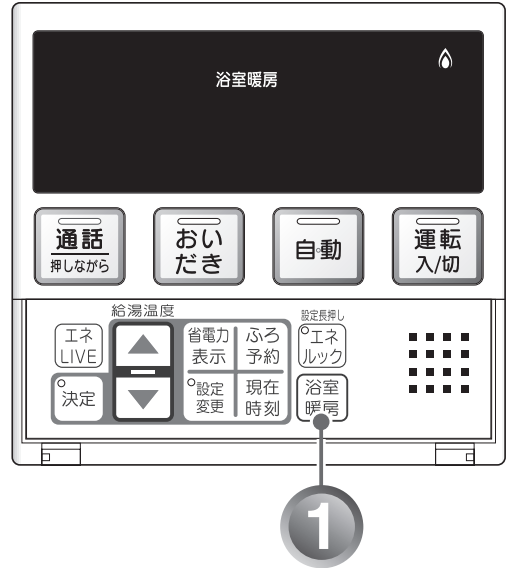 浴室暖房
通話
押しながら
おい
だき
自動
運転
入/切
給湯温度
設定長押し
エネ
LIVE
省電力
表示
ふろ
予約
エネ
ルック
決定
設定
変更
現在
時刻
浴室
暖房
1